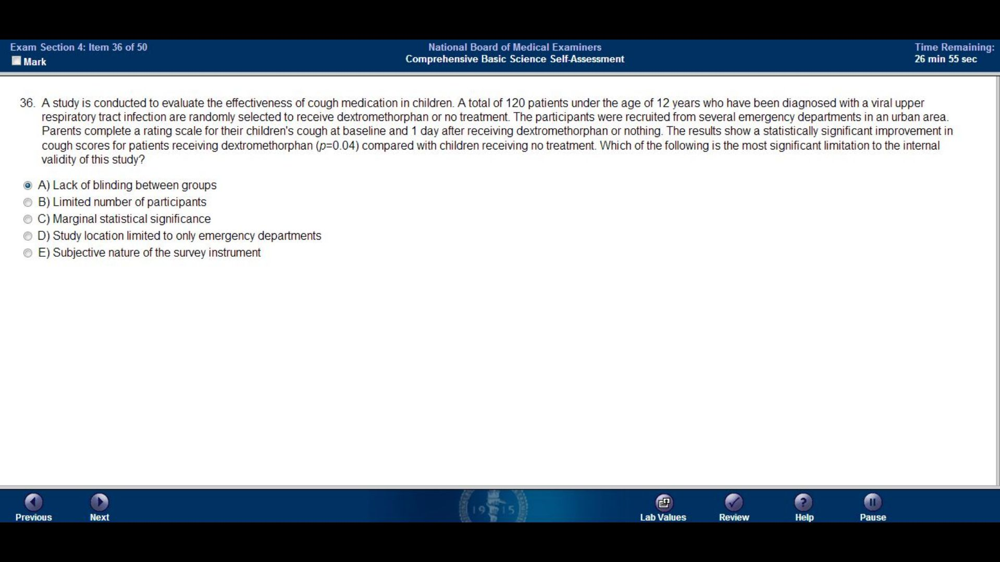 Exam Section 4: Item 36 of 50
National Board of Medical Examiners
Time Remaining:
Mark
Comprehensive Basic Science Self-Assessment
26 min 55 sec
36. A study is conducted to evaluate the effectiveness of cough medication in children. A total of 120 patients under the age of 12 years who have been diagnosed with a viral upper
respiratory tract infection are randomly selected to receive dextromethorphan or no treatment. The participants were recruited from several emergency departments in an urban area.
Parents complete a rating scale for their children's cough at baseline and 1 day after receiving dextromethorphan or nothing. The results show a statistically significant improvement in
cough scores for patients receiving dextromethorphan (p=0.04) compared with children receiving no treatment. Which of the following is the most significant limitation to the internal
validity of this study?
A) Lack of blinding between groups
B) Limited number of participants
C) Marginal statistical significance
D) Study location limited to only emergency departments
E) Subjective nature of the survey instrument
1915
Previous
Next
Lab Values
Review
Help
Pause